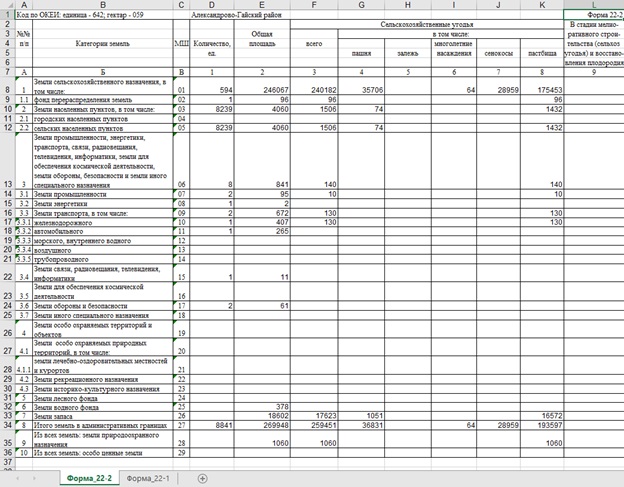 A B C D E F G H I J K L
1 Код по ОКЕИ: единица - 642; гектар - 059 Александрово-Гайский район Форма 22-2
2 Сельскохозяйственные угодья В стадии мелио-
3 №№ Общая в том числе: ративного строи-
4 п/п Категории земель МШ Количество, площадь всего многолетние тельства (сельхоз
5 ед. пашня залежь насаждения сенокосы пастбища угодья) и восстано-
6 вления плодородия
7 А Б В 1 2 3 4 5 6 7 8 9
Земли сельскохозяйственного назначения, в
8 1 том числе: 01 594 246067 240182 35706 64 28959 175453
9 1.1 фонд перераспределения земель 02 1 96 96 96
10 2 Земли населенных пунктов, в том числе: 03 8239 4060 1506 74 1432
11 2.1 городских населенных пунктов 04
12 2.2 сельских населенных пунктов 05 8239 4060 1506 74 1432
Земли промышленности, энергетики,
транспорта, связи, радиовещания,
телевидения, информатики, земли для
обеспечения космической деятельности,
земли обороны, безопасности и земли иного
13 3 специального назначения 06 8 841 140 140
14 3.1 Земли промышленности 07 2 95 10 10
15 3.2 Земли энергетики 08 1 2
16 3.3 Земли транспорта, в том числе: 09 2 672 130 130
17 3.3.1 железнодорожного 10 1 407 130 130
18 3.3.2 автомобильного 11 1 265
19 3.3.3 морского, внутреннего водного 12
20 3.3.4 воздушного 13
21 3.3.5 трубопроводного 14
Земли связи, радиовещания, телевидения,
22 3.4 информатики 15 1 11
Земли для обеспечения космической
23 3.5 деятельности 16
24 3.6 Земли обороны и безопасности 17 2 61
25 3.7 Земли иного специального назначения 18
Земли особо охраняемых территорий и
26 4 объектов 19
Земли особо охраняемых природных
27 4.1 территорий, в том числе: 20
земли лечебно-оздоровительных местностей
28 4.1.1 и курортов 21
29 4.2 Земли рекреационного назначения 22
30 4.3 Земли историко-культурного назначения 23
31 5 Земли лесного фонда 24
32 6 Земли водного фонда 25 378
33 7 Земли запаса 26 18602 17623 1051 16572
34 8 Итого земель в административных границах 27 8841 269948 259451 36831 64 28959 193597
Из всех земель: земли природоохранного
35 9 назначения 28 1060 1060 1060
36 10 Из всех земель: особо ценные земли 29
37
Форма_22-2 Форма_22-1